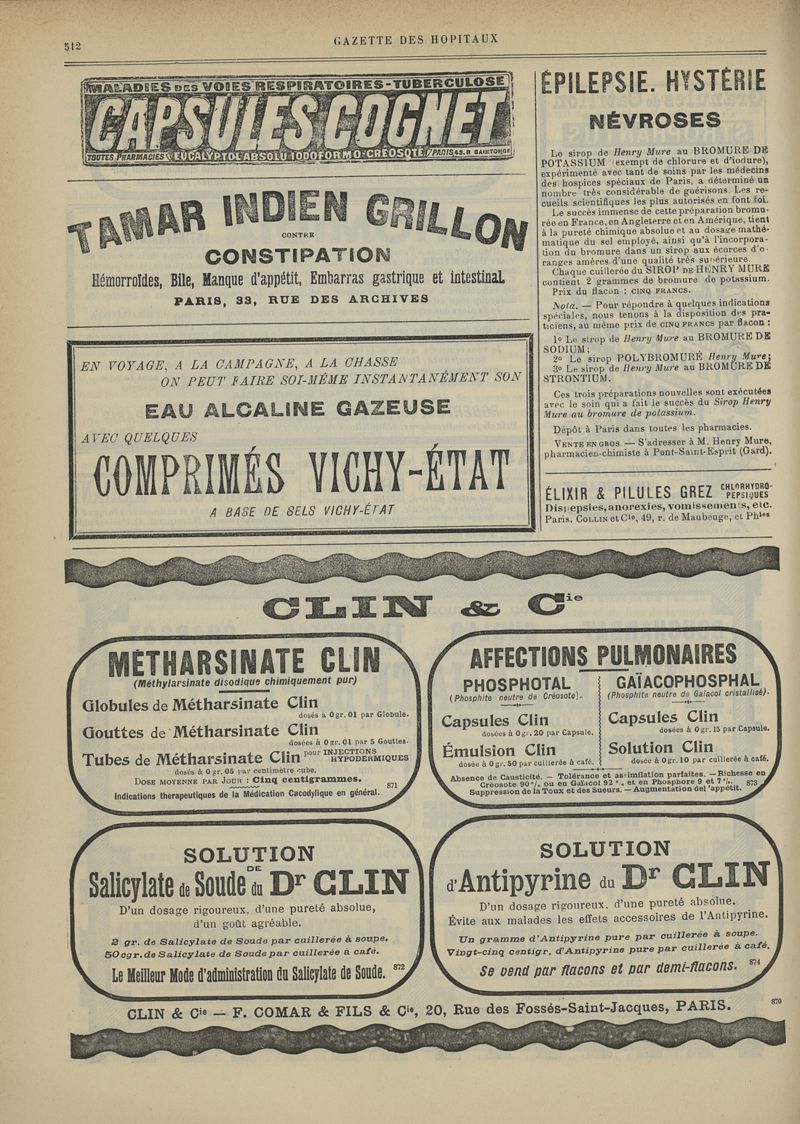 512
GAZETTE DES HOPITAUX
MALADIES DES VOIES RESPIRATOIRES - TUBERCULOSE
CAPSULES COGNET
TOUTES PHARMACIES EUCALYPTOL ABSOLU IODOFORMO-CREOSOTÉ PARIS, 43, R SAINTONGE
TAMAR INDIEN GRILLON
CONTRE
CONSTIPATION
Hémorroïdes, Bile, Manque d'appétit, Embarras gastrique et intestinal.
PARIS, 33, RUE DES ARCHIVES
EN VOYAGE, A LA CAMPAGNE, A LA CHASSE
ON PEUT FAIRE SOI-MÊME INSTANTANÉMENT SON
EAU ALCALINE GAZEUSE
AVEC QUELQUES
COMPRIMÉS VICHY-ÉTAT
A BASE DE SELS VICHY-ÉTAT
ÉPILEPSIE. HYSTÉRIE
NÉVROSES
Le sirop de Henry Mure au BROMURE DE
POTASSIUM (exempt de chlorure et d'iodure),
expérimenté avec tant de soins par les médecins
des hospices spéciaux de Paris, a déterminé un
nombre très considérable de guérisons. Les re-
cueils scientifiques les plus autorisés en font foi.
Le succès immense de cette préparation bromu-
rée en France, en Angleterre et en Amérique, tient
à la pureté chimique absolue et au dosage mathé-
matique du sel employé, ainsi qu'à l'incorpora-
tion du bromure dans un sirop aux écorces d'o-
ranges amères d'une qualité très supérieure.
Chaque cuillerée du SIROP DE HENRY MURE
contient 2 grammes de bromure de potassium.
Prix du flacon : CINQ FRANCS.
Nota. — Pour répondre à quelques indications
spéciales, nous tenons à la disposition des pra-
ticiens, au même prix de CINQ FRANCS par flacon :
1º Le sirop de Henry Mure au BROMURE DE
SODIUM;
2º Le sirop POLYBROMURÉ Henry Mure;
3º Le sirop de Henry Mure au BROMURE DE
STRONTIUM.
Ces trois préparations nouvelles sont exécutées
avec le soin qui a fait le succès du Sirop Henry
Mure au bromure de potassium.
Dépôt à Paris dans toutes les pharmacies.
VENTE EN GROS — S'adresser à M. Henry Mure,
pharmacien-chimiste à Pont-Saint-Esprit (Gard).
ÉLIXIR & PILULES GREZ CHLORHYDRO-
PEPSIQUES
Dispepsies, anorexies, vomissements, etc.
Paris, COLLIN et Cie, 49, r. de Maubeuge, et Phies
CLIN & Cie
MÉTHARSINATE CLIN
(Méthylarsinate disodique chimiquement pur)
Globules de Métharsinate Clin
dosés à 0 gr. 01 par Globule.
Gouttes de Métharsinate Clin
dosées à 0 gr. 01 par 5 Gouttes.
Tubes de Métharsinate Clin pour INJECTIONS
HYPODERMIQUES
dosés à 0 gr. 05 par centimètre cube.
DOSE MOYENNE PAR JOUR : Cinq centigrammes.
871
Indications thérapeutiques de la Médication Cacodylique en général.
AFFECTIONS PULMONAIRES
PHOSPHOTAL
(Phosphite neutre de Créosote).
Capsules Clin
dosées à 0 gr. 20 par Capsule.
Émulsion Clin
dosée à 0 gr. 50 par cuillerée à café.
GAÏACOPHOSPHAL
(Phosphite neutre de Gaïacol cristallisé).
Capsules Clin
dosées à 0 gr. 15 par Capsule.
Solution Clin
dosée à 0 gr. 10 par cuillerée à café.
Absence de Causticité. — Tolérance et assimilation parfaites. — Richesse en
Créosote 90 %, ou en Gaïacol 92 %, et en Phosphore 9 et 7 %. 873
Suppression de la Toux et des Sueurs. — Augmentation del'appétit.
SOLUTION
DE
Salicylate de Soude du Dr CLIN
D'un dosage rigoureux, d'une pureté absolue,
d'un goût agréable.
2 gr. de Salicylate de Soude par cuillerée à soupe.
50 cgr. de Salicylate de Soude par cuillerée à café.
Le Meilleur Mode d'administration du Salicylate de Soude. 872
SOLUTION
d'Antipyrine du Dr CLIN
D'un dosage rigoureux, d'une pureté absolue.
Évite aux malades les effets accessoires de l'Antipyrine.
Un gramme d'Antipyrine pure par cuillerée à soupe.
Vingt-cinq centigr. d'Antipyrine pure par cuillerée à café.
Se vend par flacons et par demi-flacons. 874
CLIN & Cie — F. COMAR & FILS & Cie, 20, Rue des Fossés-Saint-Jacques, PARIS. 870